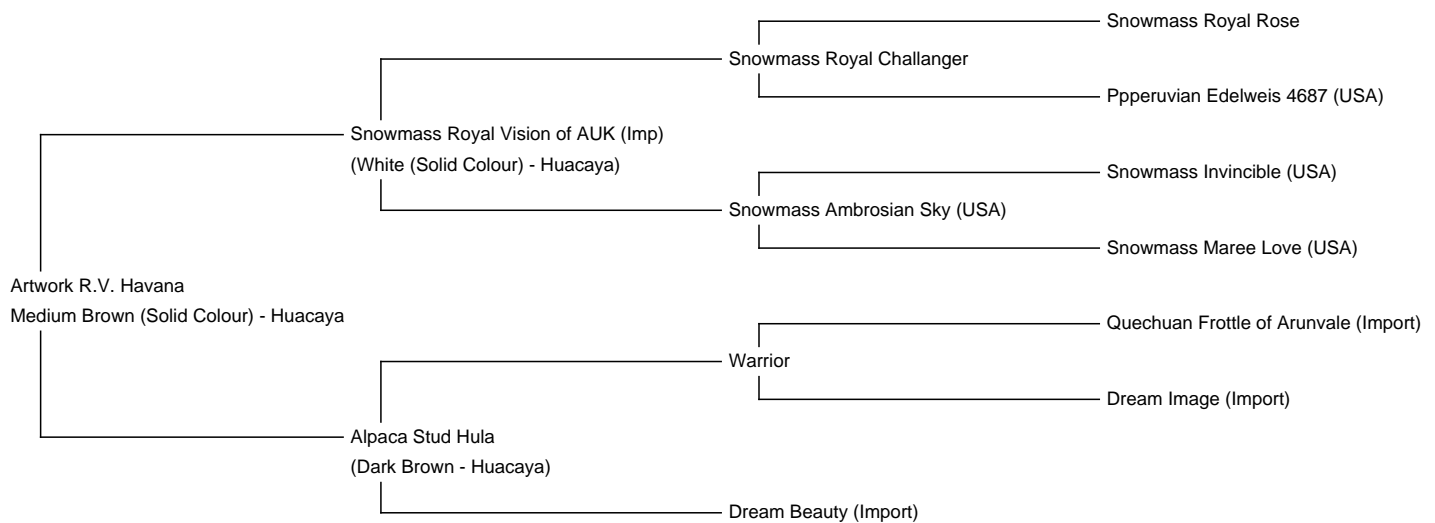 Snowmass Royal Rose
Snowmass Royal Challanger
Ppperuvian Edelweis 4687 (USA)
Snowmass Royal Vision of AUK (Imp)
(White (Solid Colour) - Huacaya)
Snowmass Invincible (USA)
Snowmass Ambrosian Sky (USA)
Snowmass Maree Love (USA)
Artwork R.V. Havana
Medium Brown (Solid Colour) - Huacaya
Quechuan Frottle of Arunvale (Import)
Warrior
Dream Image (Import)
Alpaca Stud Hula
(Dark Brown - Huacaya)
Dream Beauty (Import)